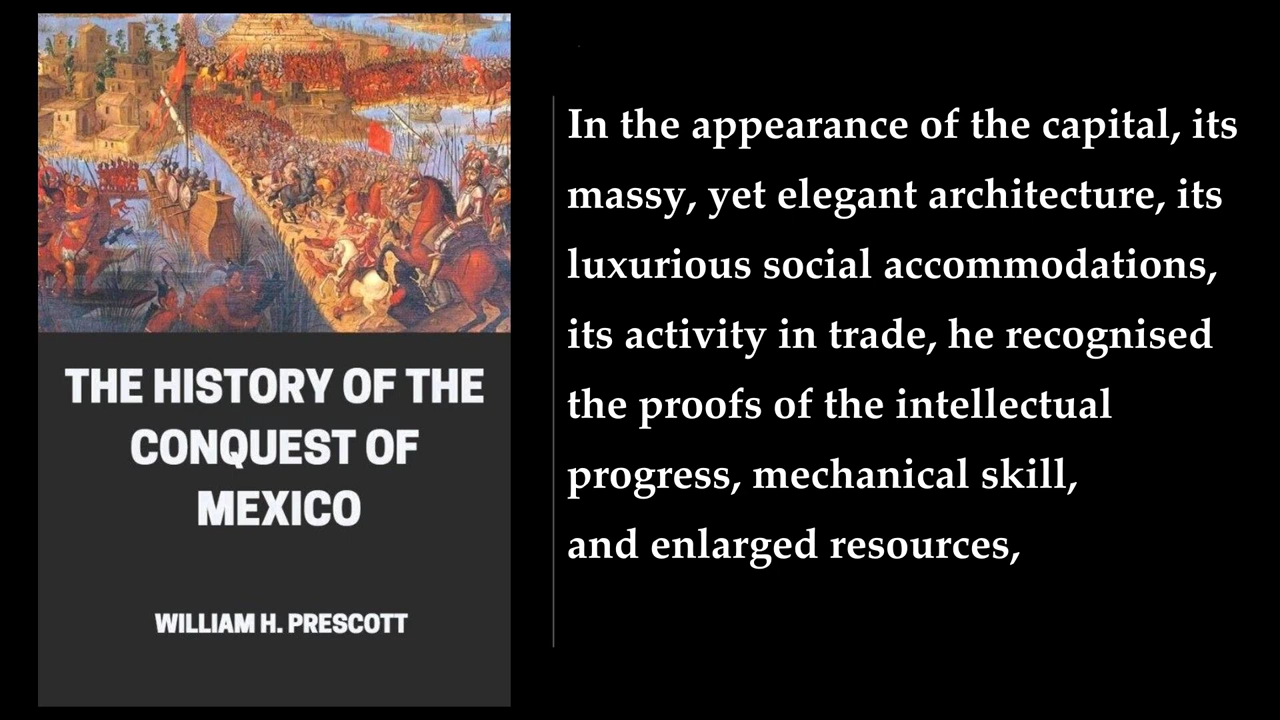 THE HISTORY OF THE
CONQUEST OF
MEXICO
WILLIAM H. PRESCOTT
In the appearance of the capital, its
massy, yet elegant architecture, its
luxurious social accommodations,
its activity in trade, he recognised
the proofs of the intellectual
progress, mechanical skill,
and enlarged resources,